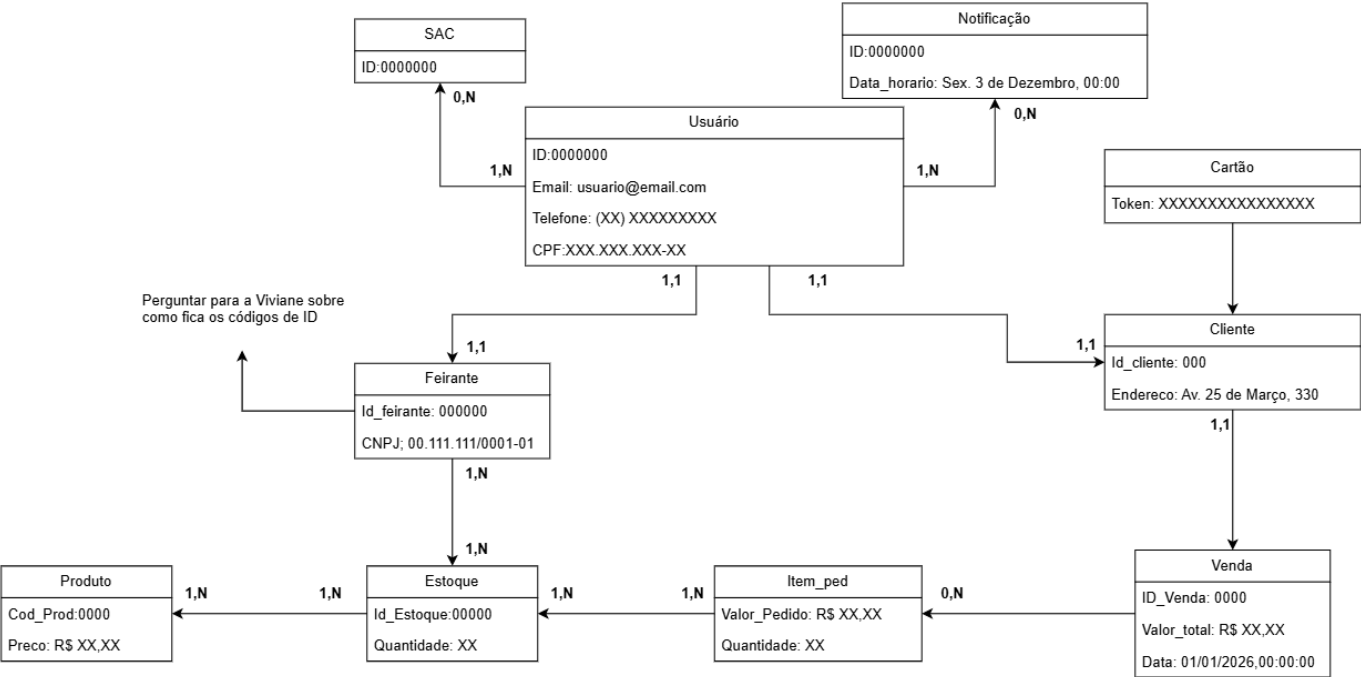 SAC
ID:0000000
0,N
Notificação
ID:0000000
Data_horario: Sex. 3 de Dezembro, 00:00
0,N
Usuário
ID:0000000
Email: usuario@email.com
Telefone: (XX) XXXXXXXXX
CPF:XXX.XXX.XXX-XX
1,N
1,N
1,1
1,1
Cartão
Token: XXXXXXXXXXXXXXXX
Perguntar para a Viviane sobre
como fica os códigos de ID
1,1
Feirante
Id_feirante: 000000
CNPJ; 00.111.111/0001-01
1,N
1,1
Cliente
Id_cliente: 000
Endereco: Av. 25 de Março, 330
1,1
1,N
Produto
Cod_Prod:0000
Preco: R$ XX,XX
1,N
1,N
Estoque
Id_Estoque:00000
Quantidade: XX
1,N
1,N
Item_ped
Valor_Pedido: R$ XX,XX
Quantidade: XX
0,N
Venda
ID_Venda: 0000
Valor_total: R$ XX,XX
Data: 01/01/2026,00:00:00